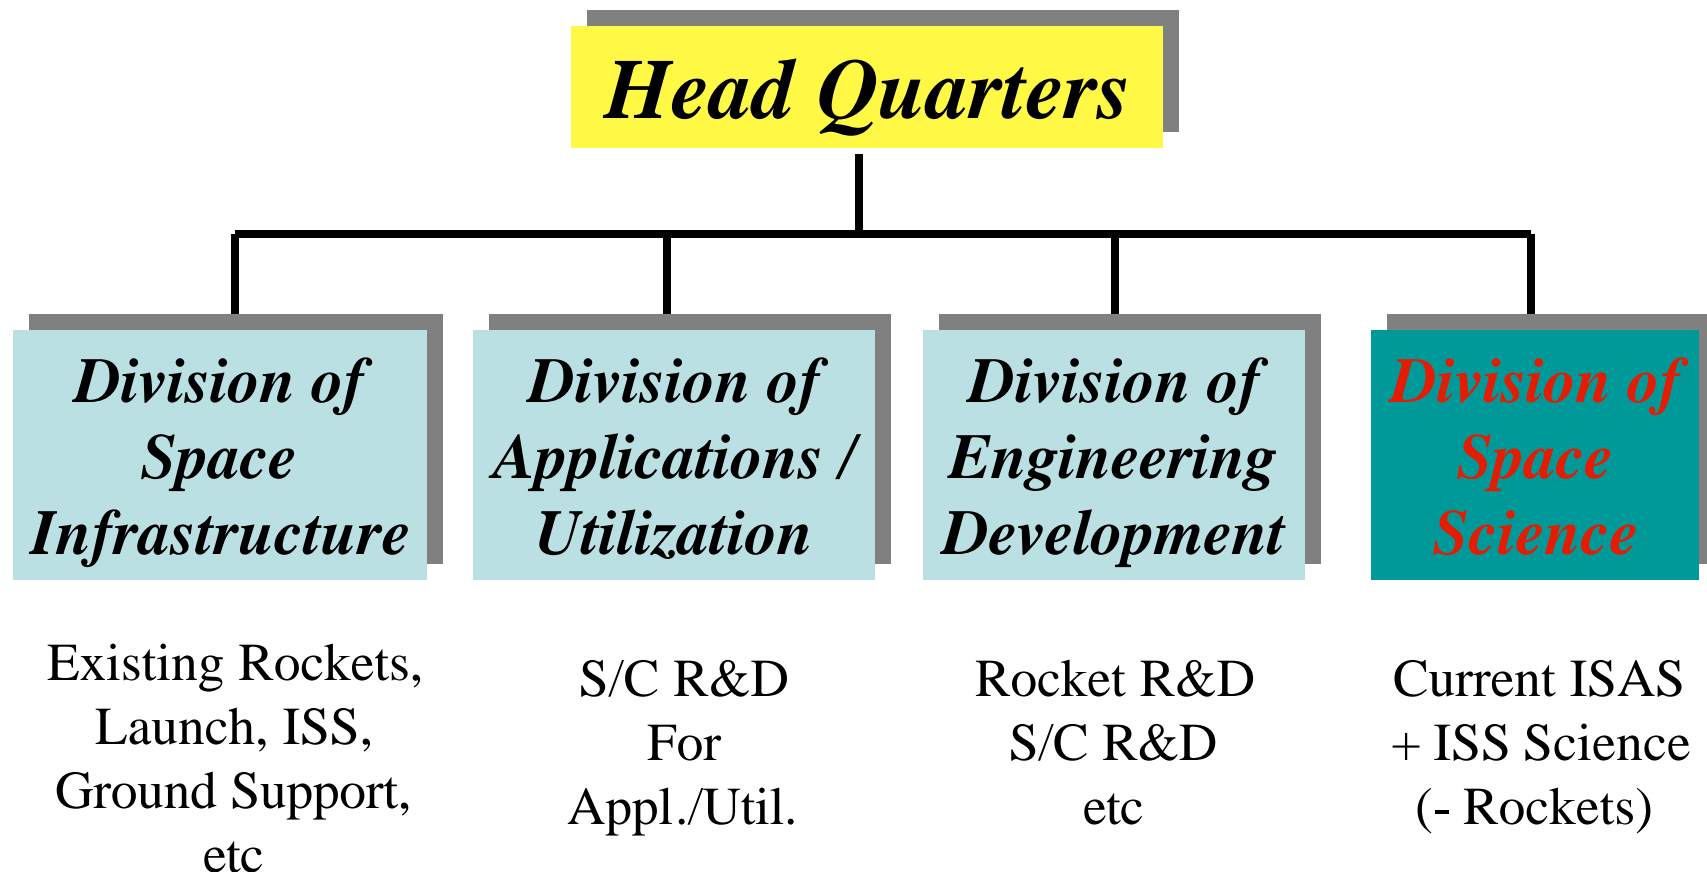 Head Quarters
Division of
Space
Infrastructure
Division of
Applications /
Utilization
Division of
Engineering
Development
Division of
Space
Science
Existing Rockets,
Launch, ISS,
Ground Support,
etc
S/C R&D
For
Appl./Util.
Rocket R&D
S/C R&D
etc
Current ISAS
+ ISS Science
(- Rockets)